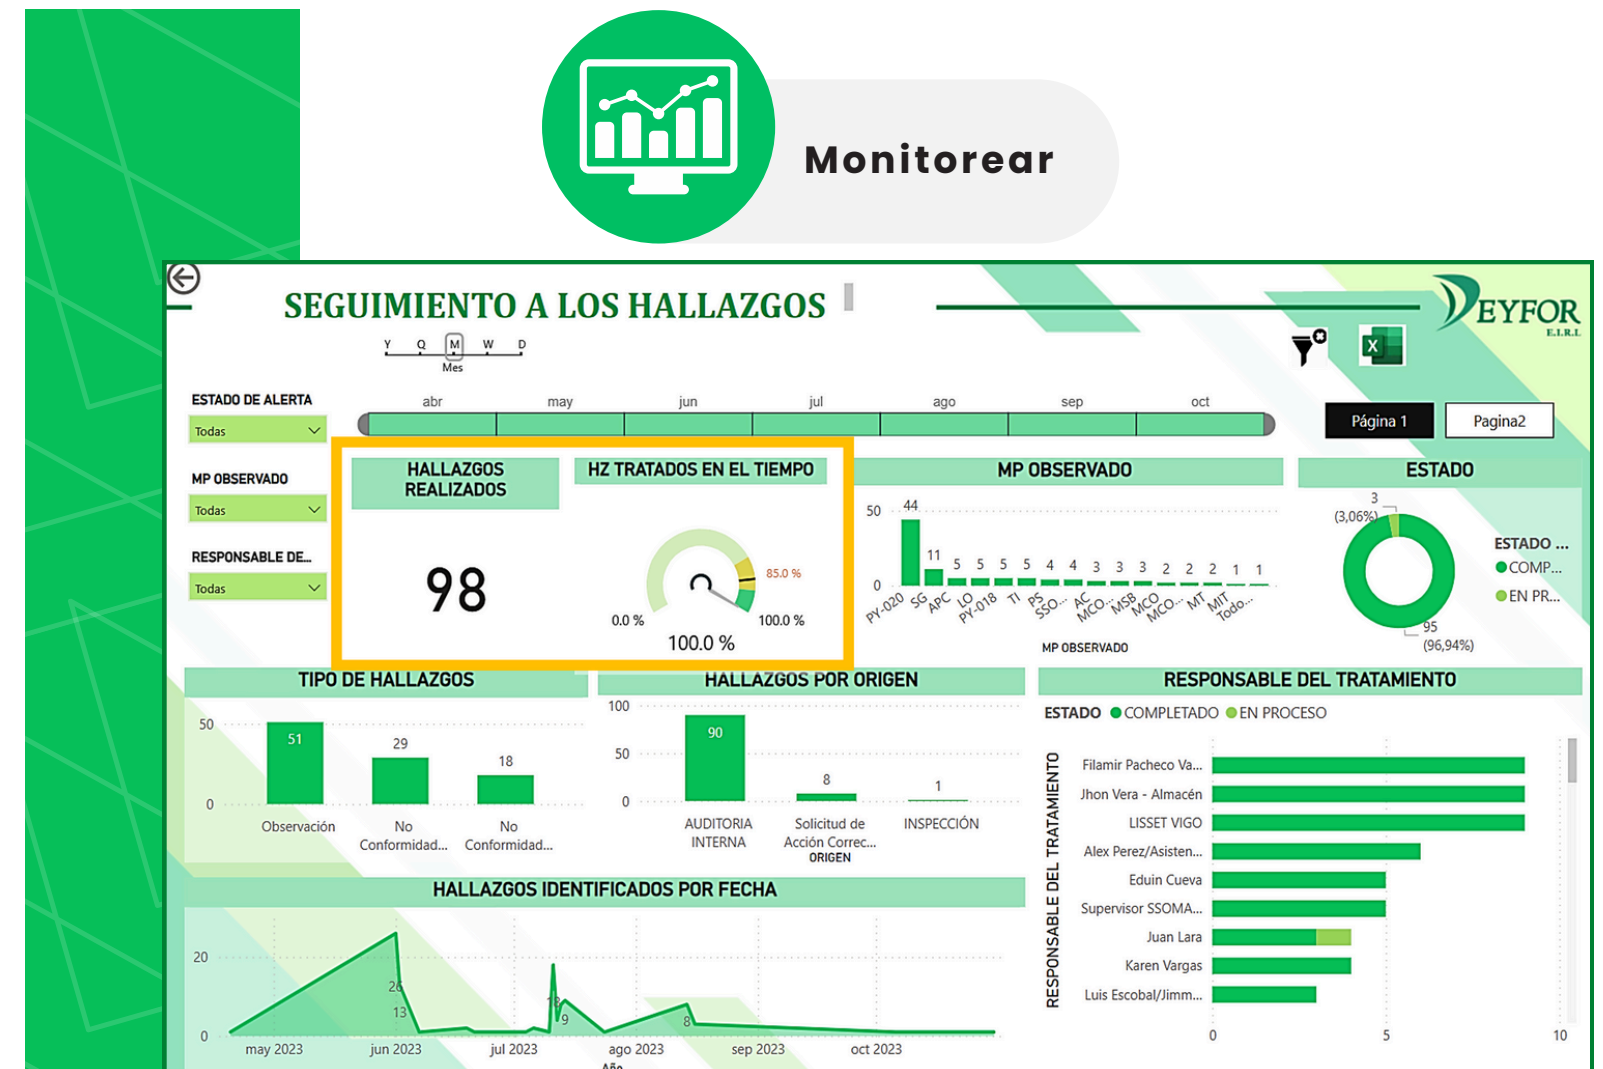 Monitorear
SEGUIMIENTO A LOS HALLAZGOS
DEYFOR
E.I.R.L
Y Q M W D
Mes
X
ESTADO DE ALERTA
Todas
abr may jun jul ago sep oct
Página 1
Pagina2
MP OBSERVADO
Todas
RESPONSABLE DE...
Todas
HALLAZGOS
REALIZADOS
98
HZ TRATADOS EN EL TIEMPO
85.0 %
0.0 %
100.0 %
100.0 %
MP OBSERVADO
50
0
44 11 5 5 5 5 4 4 3 3 3 2 2 2 1 1
PY-020 SG APC LO PY-018 TI PS SSO... AC MCO... MSB MCO MCO... MT MIT Todo...
MP OBSERVADO
ESTADO
3
(3,06%)
95
(96,94%)
ESTADO ...
COMP...
EN PR...
TIPO DE HALLAZGOS
50
0
51 29 18
Observación
No
Conformidad...
No
Conformidad...
HALLAZGOS POR ORIGEN
100
50
0
90 8 1
AUDITORIA
INTERNA
Solicitud de
Acción Correc...
INSPECCIÓN
ORIGEN
RESPONSABLE DEL TRATAMIENTO
ESTADO COMPLETADO EN PROCESO
RESPONSABLE DEL TRATAMIENTO
Filamir Pacheco Va...
Jhon Vera - Almacén
LISSET VIGO
Alex Perez/Asisten...
Eduin Cueva
Supervisor SSOMA...
Juan Lara
Karen Vargas
Luis Escobal/Jimm...
0 5 10
HALLAZGOS IDENTIFICADOS POR FECHA
20
0
26
13
18
9
8
may 2023 jun 2023 jul 2023 ago 2023 sep 2023 oct 2023
Año